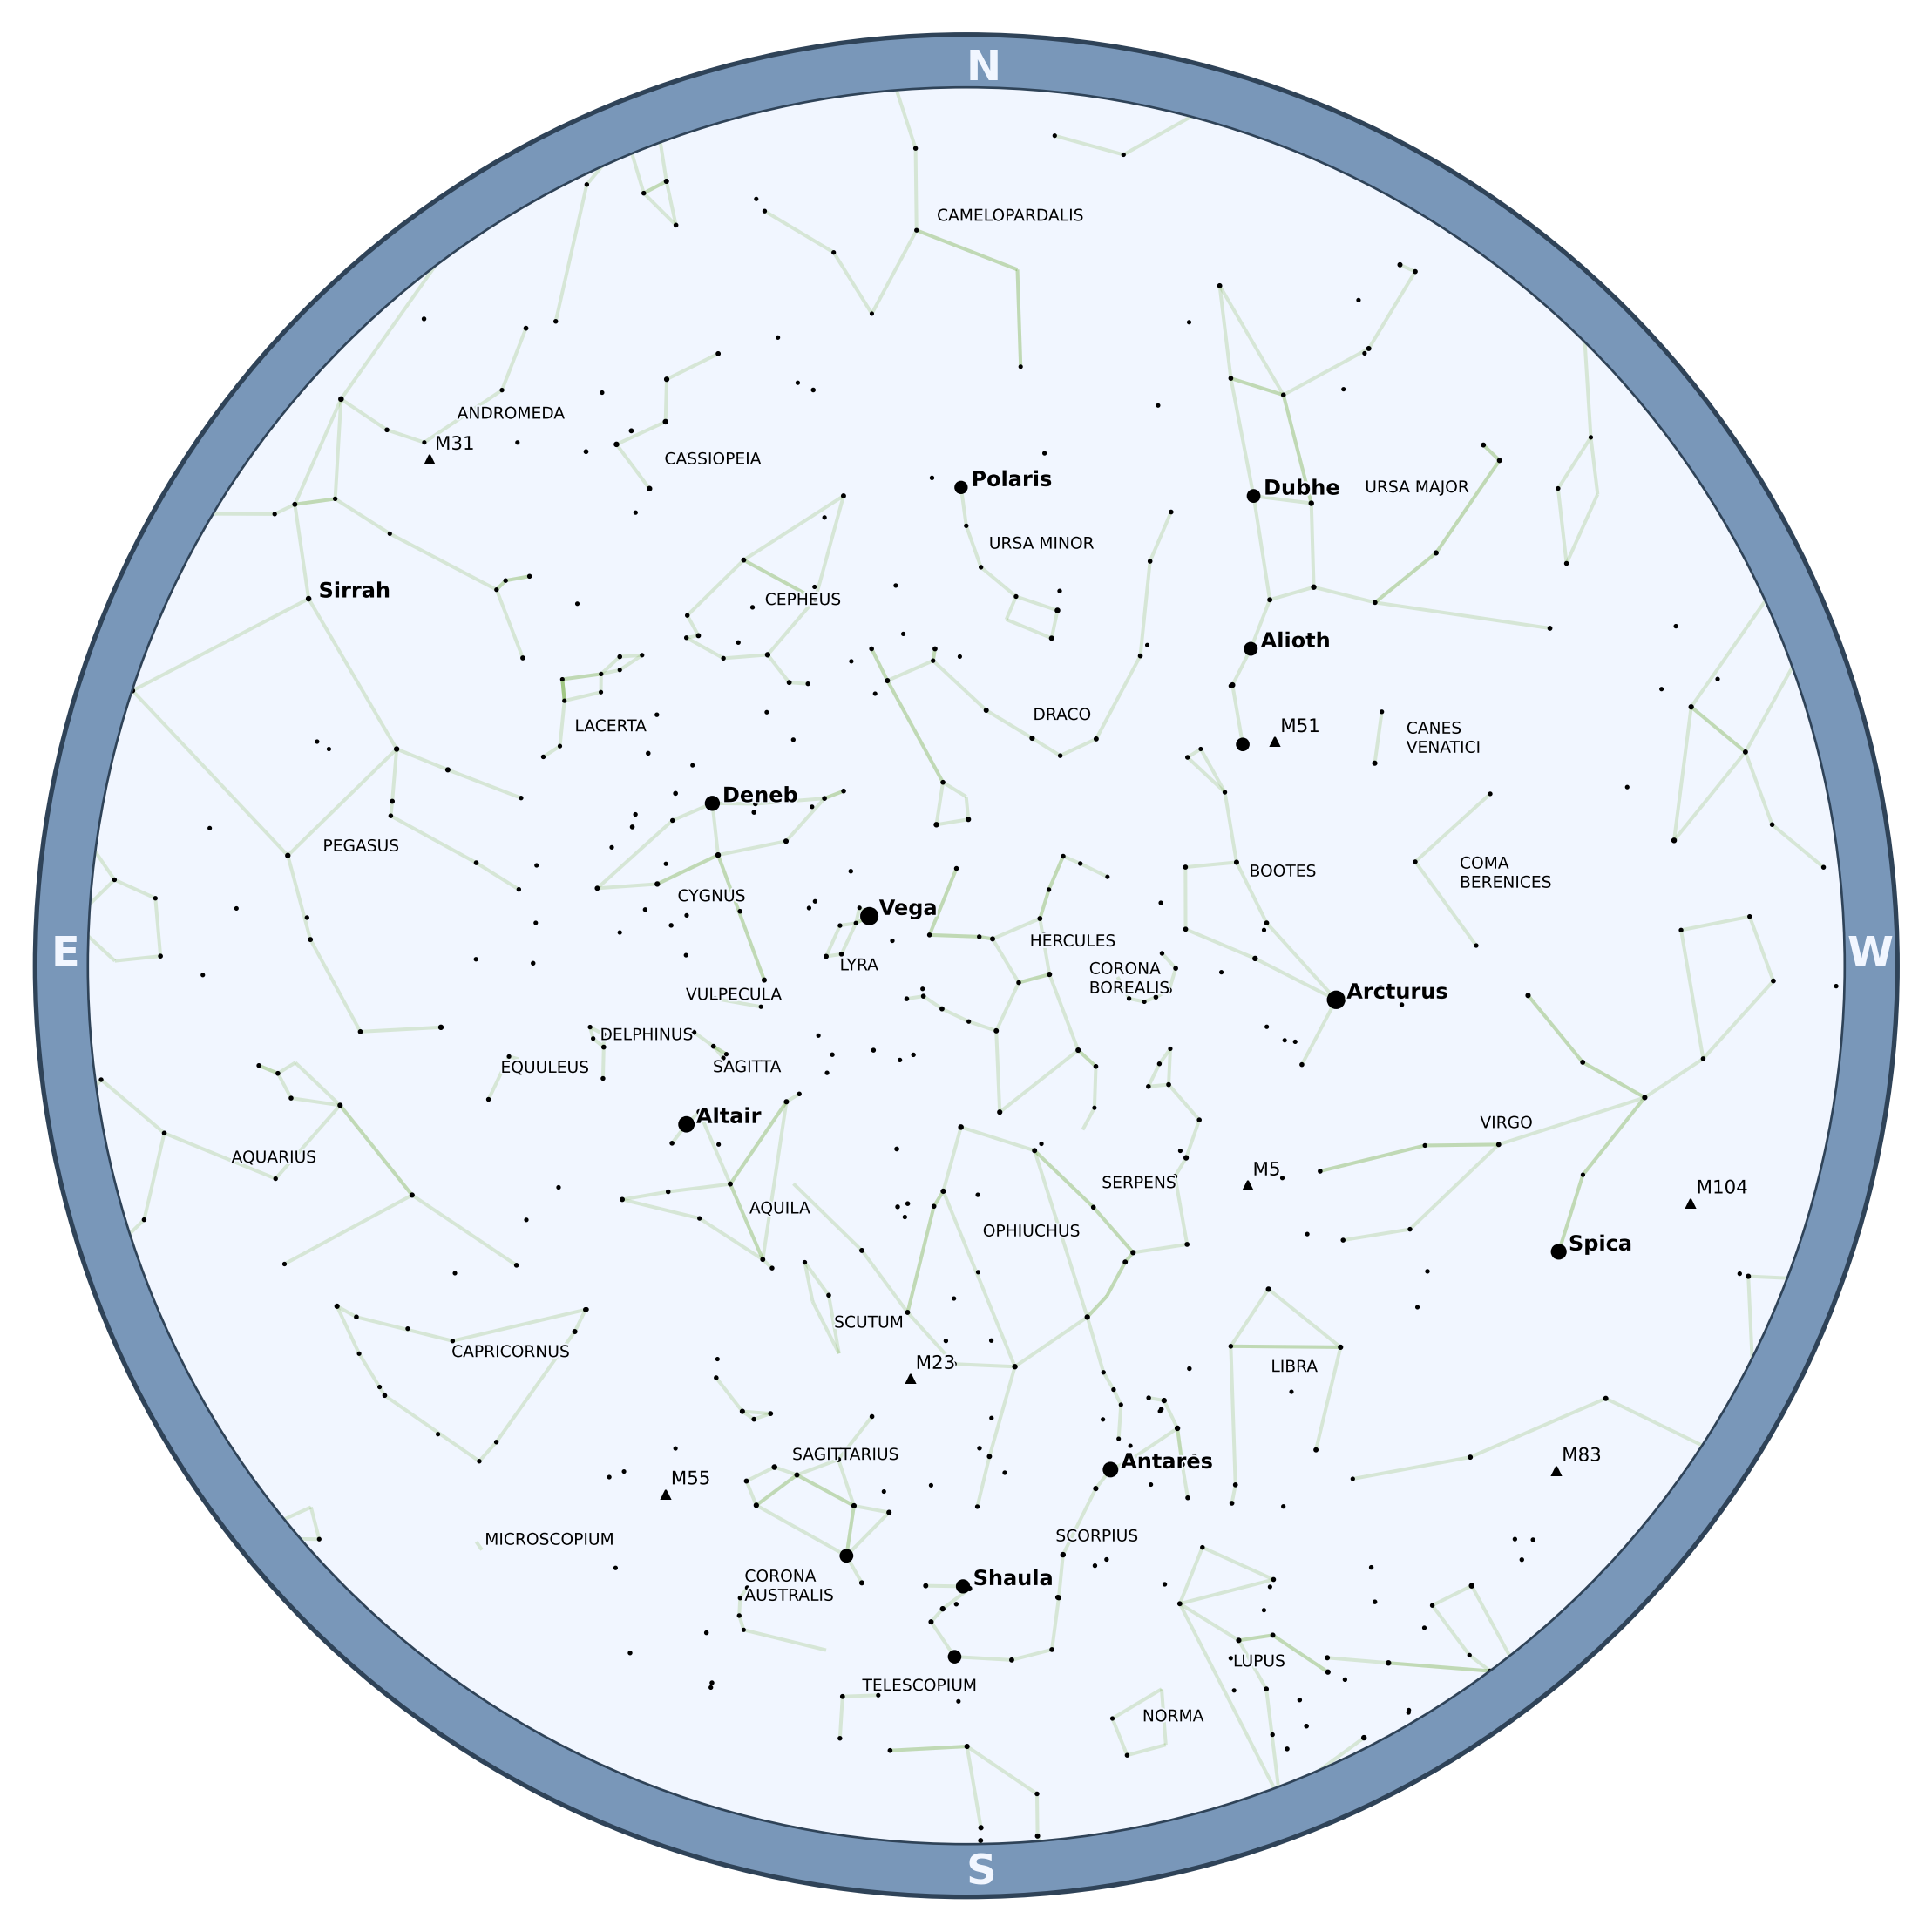 N
CAMELOPARDALIS
ANDROMEDA
M31
CASSIOPEIA
Polaris
Dubhe
URSA MAJOR
URSA MINOR
Sirrah
CEPHEUS
Alioth
DRACO
LACERTA
M51
CANES
VENATICI
Deneb
PEGASUS
BOOTES
COMA
BERENICES
CYGNUS
Vega
E
HERCULES
W
LYRA
CORONA
BOREALIS
VULPECULA
Arcturus
DELPHINUS
EQUULEUS
SAGITTA
Altair
VIRGO
AQUARIUS
M5
SERPENS
M104
AQUILA
OPHIUCHUS
Spica
SCUTUM
CAPRICORNUS
M23
LIBRA
SAGITTARIUS
Antares
M83
M55
MICROSCOPIUM
SCORPIUS
CORONA
AUSTRALIS
Shaula
LUPUS
TELESCOPIUM
NORMA
S